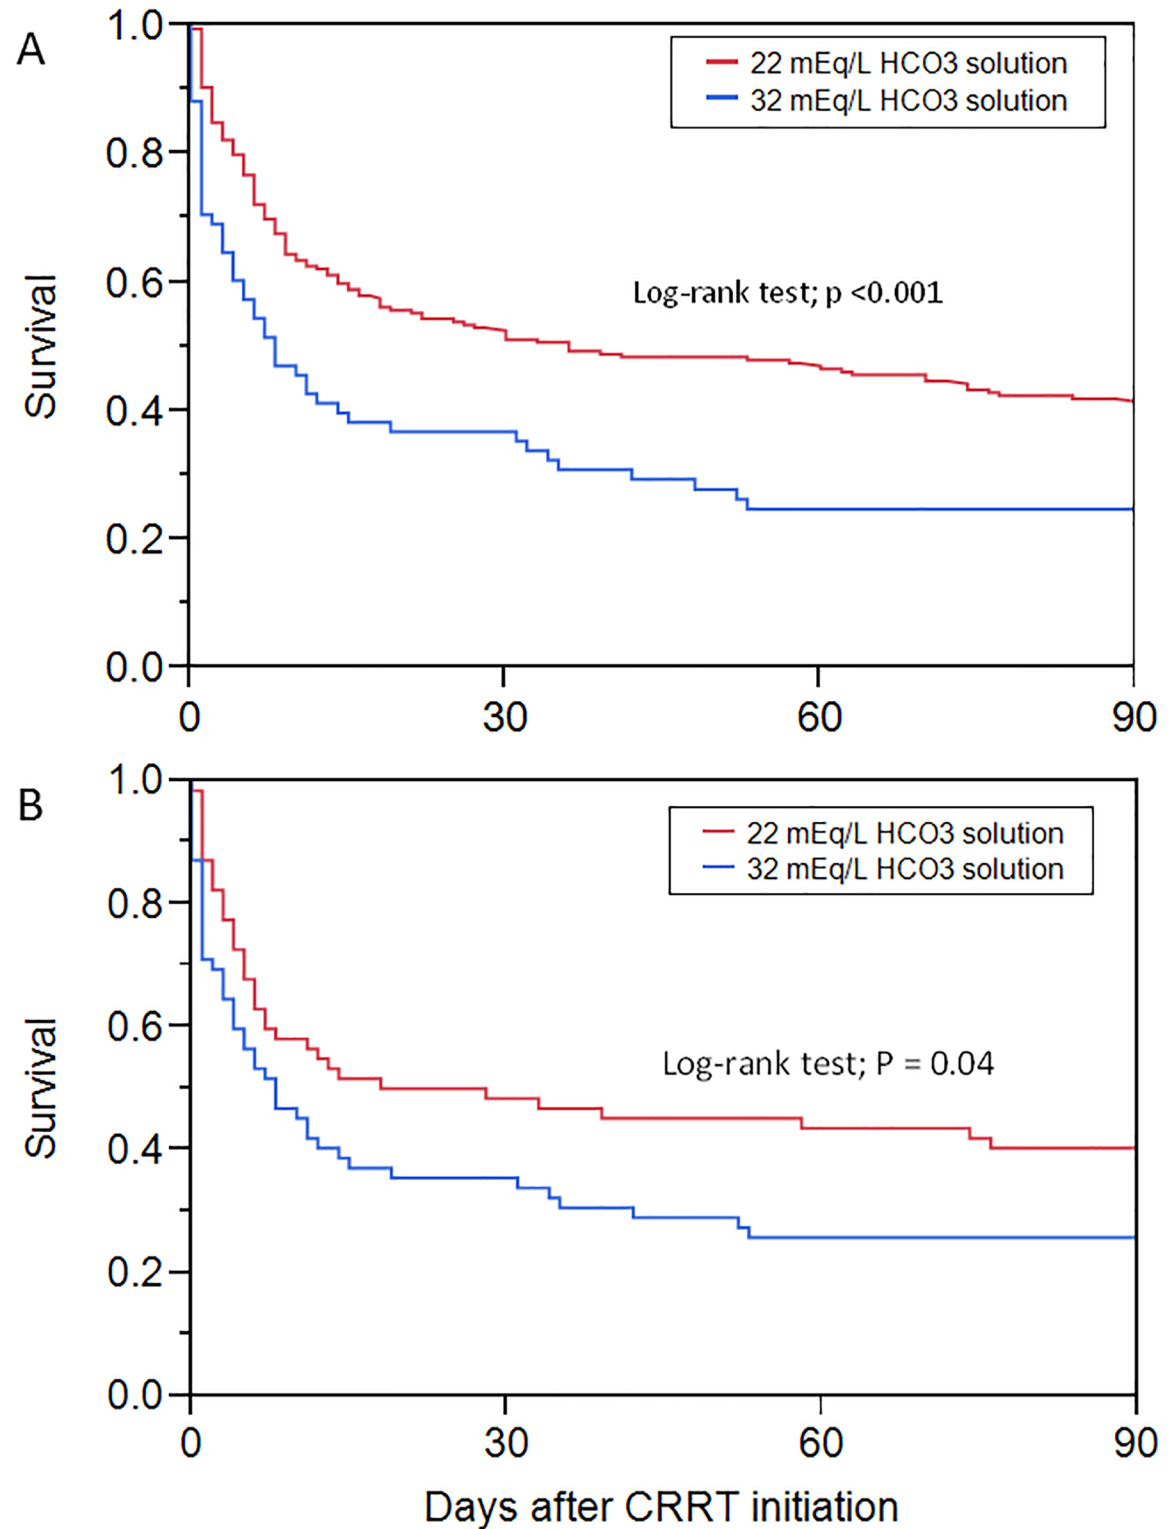 A
1.0
22 mEq/L HCO3 solution
32 mEq/L HCO3 solution
0.8
0.6
Log-rank test; p <0.001
Survival
0.4
0.2
0.0
0 30 60 90
B
1.0
22 mEq/L HCO3 solution
32 mEq/L HCO3 solution
0.8
0.6
Log-rank test; P = 0.04
Survival
0.4
0.2
0.0
0 30 60 90
Days after CRRT initiation